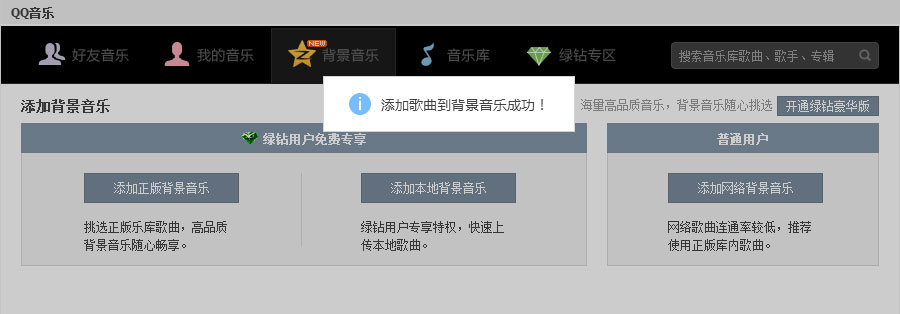 QQ音乐
好友音乐
我的音乐
NEW
背景音乐
音乐库
绿钻专区
搜索音乐库歌曲、歌手、专辑
添加歌曲到背景音乐成功！
添加背景音乐
海量高品质音乐，背景音乐随心挑选
开通绿钻豪华版
绿钻用户免费专享
普通用户
添加正版背景音乐
添加本地背景音乐
添加网络背景音乐
挑选正版乐库歌曲，高品质
背景音乐随心畅享。
绿钻用户专享特权，快速上
传本地歌曲。
网络歌曲连通率较低，推荐
使用正版库内歌曲。